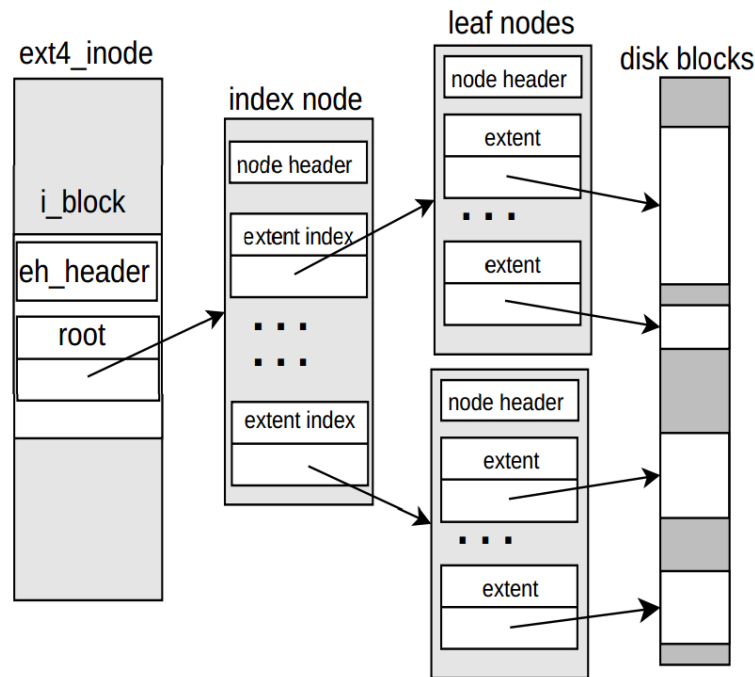 ext4_inode
i_block
eh_header
root
index node
node header
extent index
. . .
. . .
extent index
leaf nodes
node header
extent
. . .
extent
node header
extent
. . .
extent
disk blocks